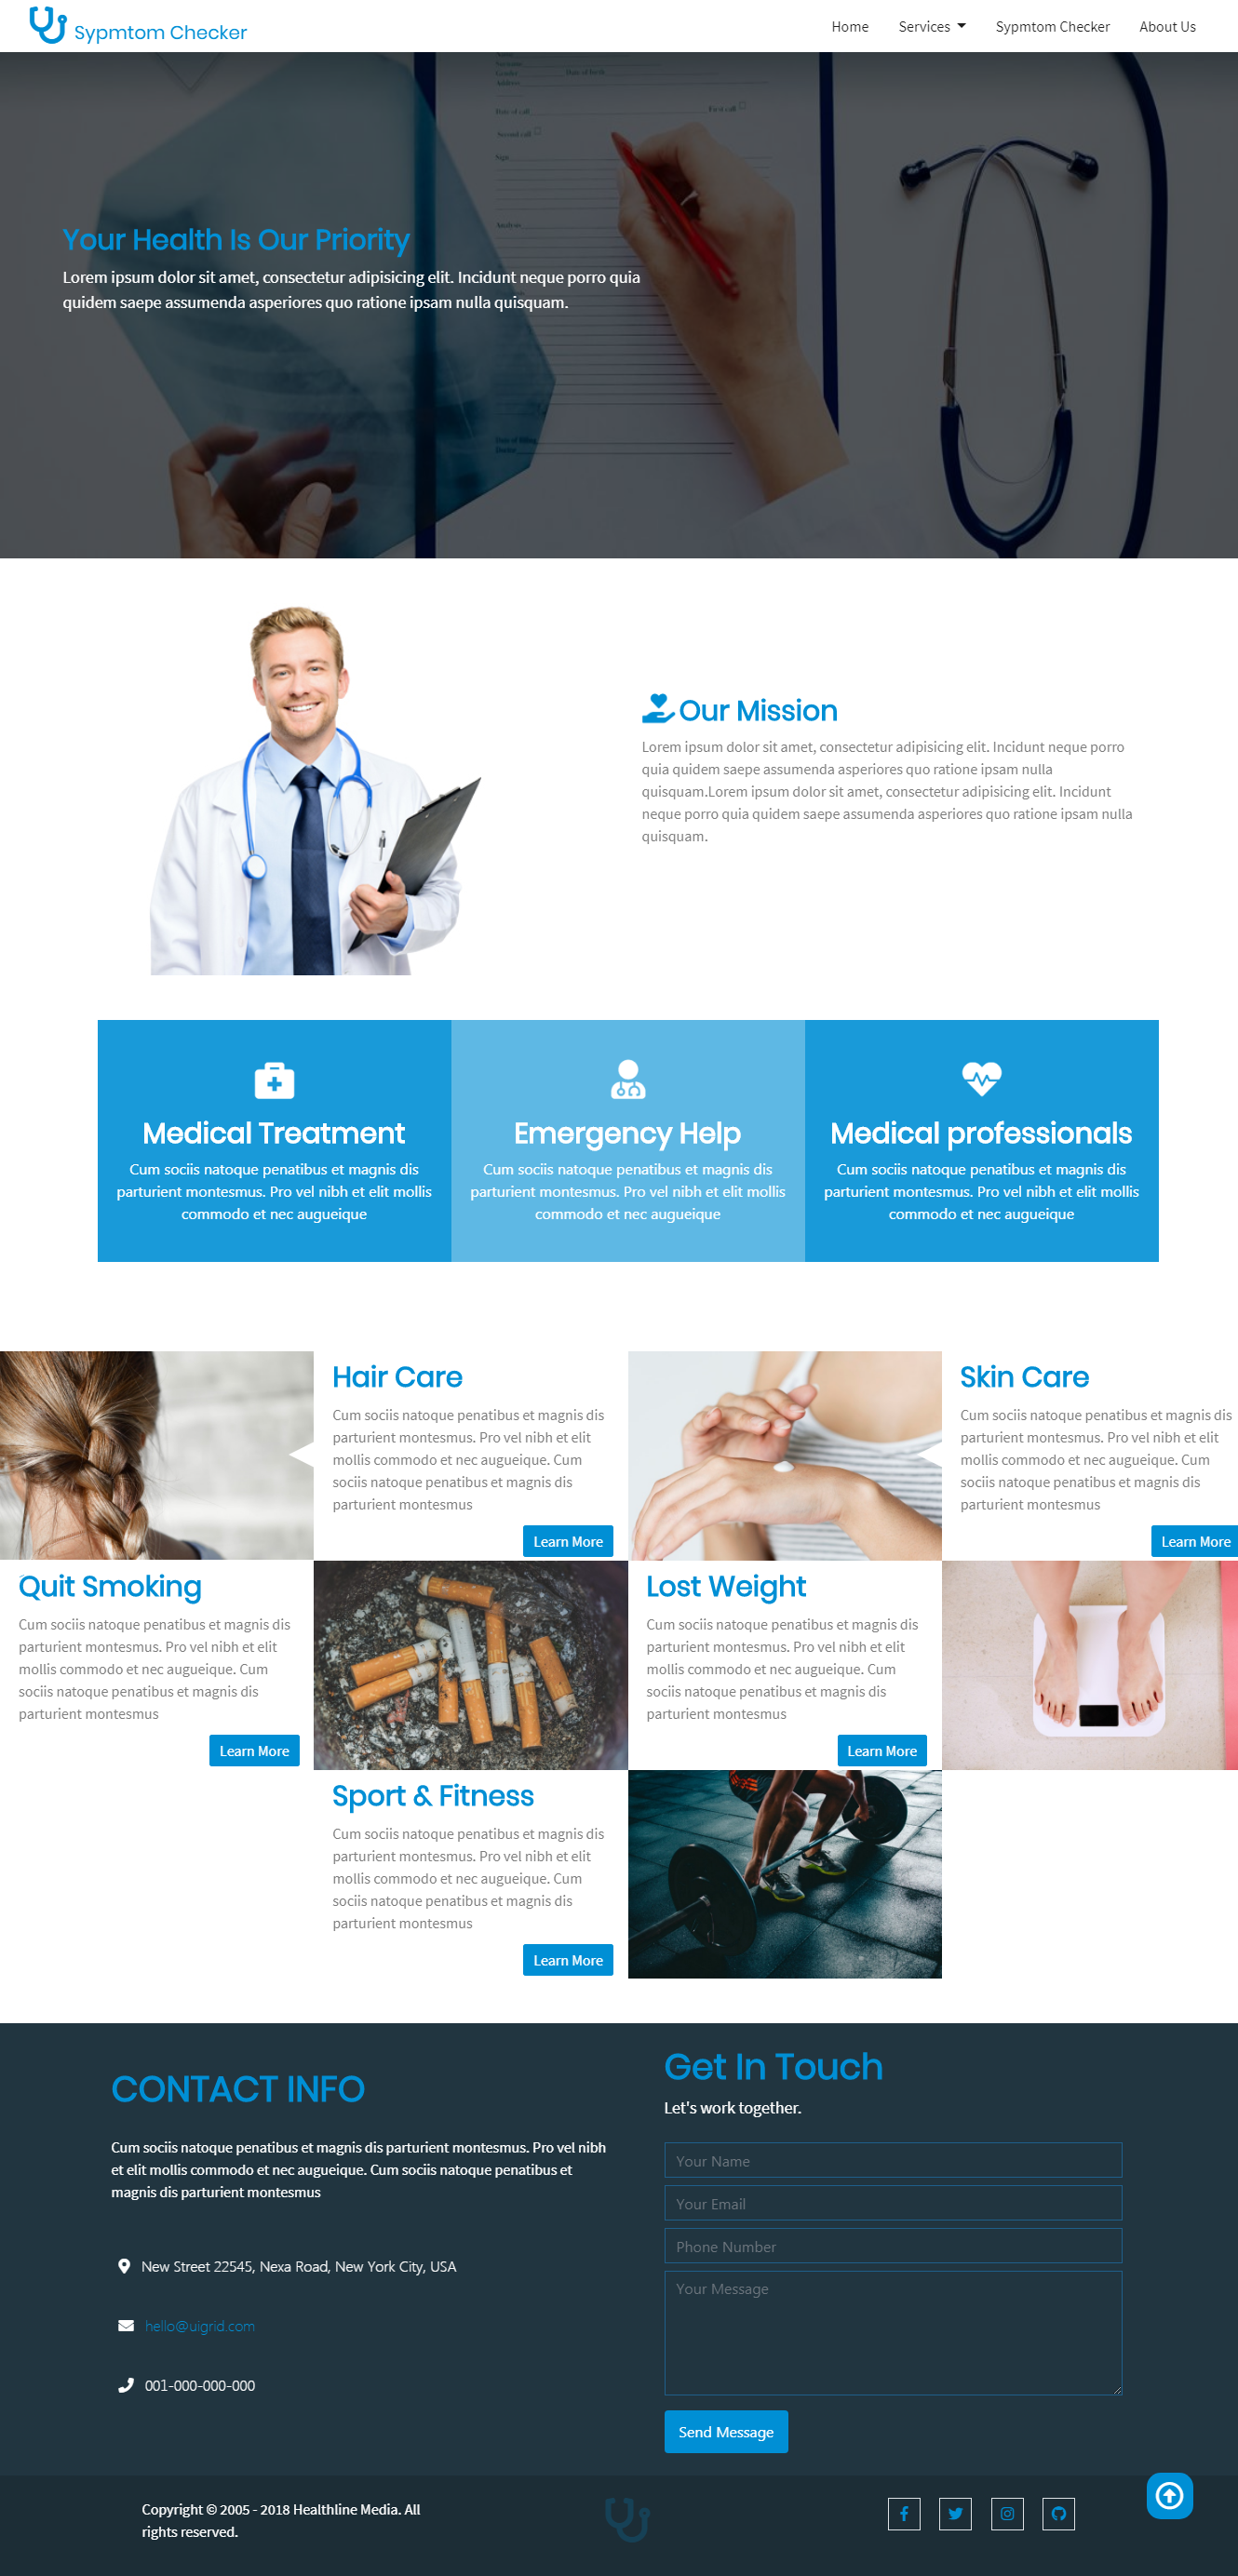 Sypmtom Checker
Home
Services
Sypmtom Checker
About Us
Surname
Géname
Address
Date of birth
Date of call
First call
Second call
Sign
Analyse
Your Health Is Our Priority
Lorem ipsum dolor sit amet, consectetur adipisicing elit. Incidunt neque porro quia
quidem saepe assumenda asperiores quo ratione ipsam nulla quisquam.
Our Mission
Lorem ipsum dolor sit amet, consectetur adipisicing elit. Incidunt neque porro
quia quidem saepe assumenda asperiores quo ratione ipsam nulla
quisquam.Lorem ipsum dolor sit amet, consectetur adipisicing elit. Incidunt
neque porro quia quidem saepe assumenda asperiores quo ratione ipsam nulla
quisquam.
Medical Treatment
Cum sociis natoque penatibus et magnis dis
parturient montesmus. Pro vel nibh et elit mollis
commodo et nec augueique
Emergency Help
Cum sociis natoque penatibus et magnis dis
parturient montesmus. Pro vel nibh et elit mollis
commodo et nec augueique
Medical professionals
Cum sociis natoque penatibus et magnis dis
parturient montesmus. Pro vel nibh et elit mollis
commodo et nec augueique
Hair Care
Cum sociis natoque penatibus et magnis dis
parturient montesmus. Pro vel nibh et elit
mollis commodo et nec augueique. Cum
sociis natoque penatibus et magnis dis
parturient montesmus
Learn More
Skin Care
Cum sociis natoque penatibus et magnis dis
parturient montesmus. Pro vel nibh et elit
mollis commodo et nec augueique. Cum
sociis natoque penatibus et magnis dis
parturient montesmus
Learn More
Quit Smoking
Cum sociis natoque penatibus et magnis dis
parturient montesmus. Pro vel nibh et elit
mollis commodo et nec augueique. Cum
sociis natoque penatibus et magnis dis
parturient montesmus
Learn More
Lost Weight
Cum sociis natoque penatibus et magnis dis
parturient montesmus. Pro vel nibh et elit
mollis commodo et nec augueique. Cum
sociis natoque penatibus et magnis dis
parturient montesmus
Learn More
Sport & Fitness
Cum sociis natoque penatibus et magnis dis
parturient montesmus. Pro vel nibh et elit
mollis commodo et nec augueique. Cum
sociis natoque penatibus et magnis dis
parturient montesmus
Learn More
CONTACT INFO
Cum sociis natoque penatibus et magnis dis parturient montesmus. Pro vel nibh
et elit mollis commodo et nec augueique. Cum sociis natoque penatibus et
magnis dis parturient montesmus
New Street 22545, Nexa Road, New York City, USA
hello@uigrid.com
001-000-000-000
Get In Touch
Let's work together.
Your Name
Your Email
Phone Number
Your Message
Send Message
Copyright © 2005 - 2018 Healthline Media. All
rights reserved.